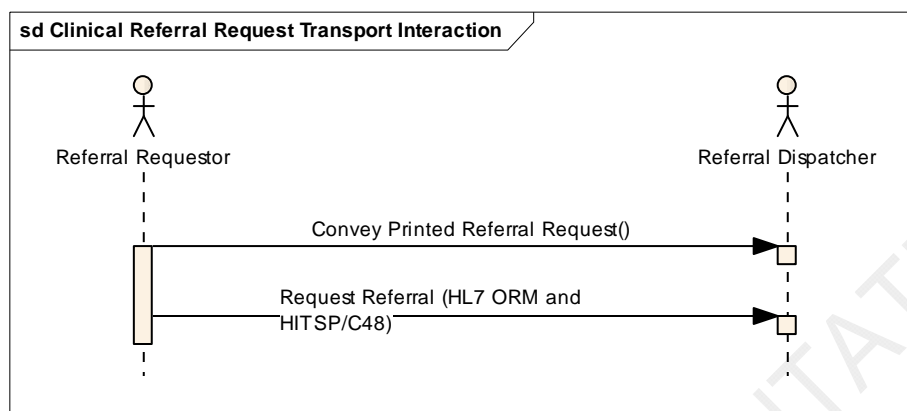 sd Clinical Referral Request Transport Interaction
Referral Requestor
Referral Dispatcher
Convey Printed Referral Request()
Request Referral (HL7 ORM and
HITSP/C48)